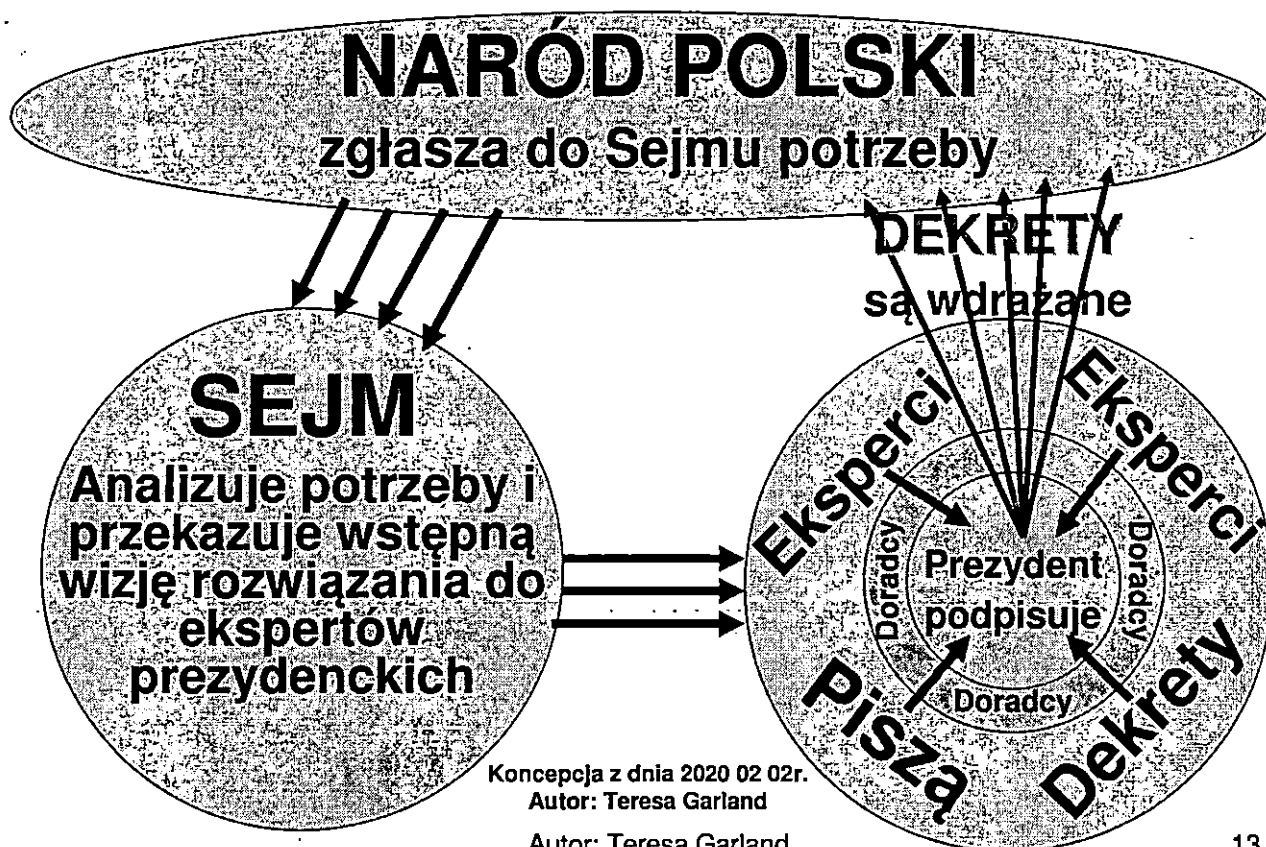 NARÓD POLSKI
zgłasza do Sejmu potrzeby
DEKRETY
są wdrażane
SEJM
Analizuje potrzeby i
przekazuje wstępną
wizję rozwiązania do
ekspertów
prezydenckich
Eksperci
Eksperci
Doradcy
Doradcy
Prezydent
podpisuje
Doradcy
Piszą
Dekrety
Koncepcja z dnia 2020 02 02r.
Autor: Teresa Garland
Autor: Teresa Garland
13